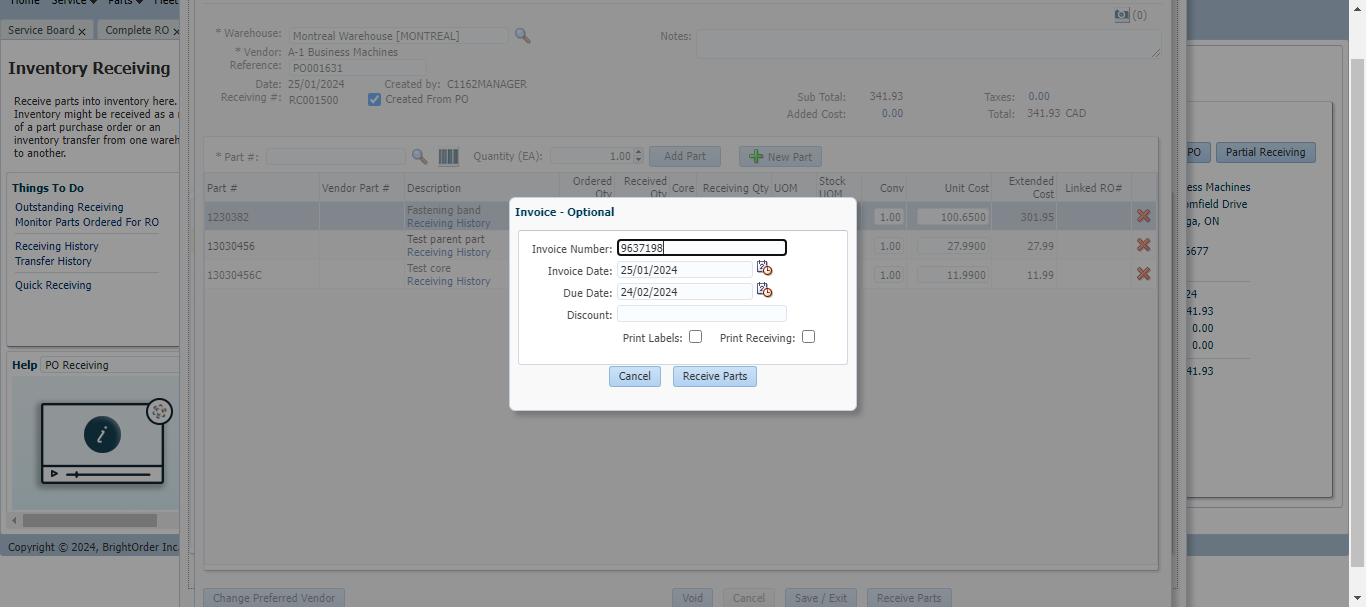 Home Service Parts Fleet
Service Board x Complete RO x
Inventory Receiving
Receive parts into inventory here.
Inventory might be received as a
of a part purchase order or an
inventory transfer from one
to another.
Things To Do
Outstanding Receiving
Monitor Parts Ordered For RO
Receiving History
Transfer History
Quick Receiving
Help PO Receiving
i
Copyright © 2024, BrightOrder Inc.
(0)
* Warehouse: Montreal Warehouse [MONTREAL]
Notes:
* Vendor: A-1 Business Machines
Reference: PO001631
Date: 25/01/2024 Created by: C1162MANAGER
Receiving #: RC001500 Created From PO
Sub Total: 341.93 Taxes: 0.00
Added Cost: 0.00 Total: 341.93 CAD
* Part #: Quantity (EA): 1.00 Add Part New Part
Part # Vendor Part # Description Ordered Qty Received Qty Core Receiving Qty UOM Stock UOM Conv Unit Cost Extended Cost Linked RO#
1230382 Fastening band 1.00 100.6500 301.95
Receiving History
13030456 Test parent part 1.00 27.9900 27.99
Receiving History
13030456C Test core 1.00 11.9900 11.99
Receiving History
Invoice - Optional
Invoice Number: 9637198
Invoice Date: 25/01/2024
Due Date: 24/02/2024
Discount:
Print Labels: Print Receiving:
Cancel Receive Parts
Change Preferred Vendor Void Cancel Save / Exit Receive Parts
PO Partial Receiving
ess Machines
mfield Drive
ga, ON
5677
24
41.93
0.00
0.00
41.93